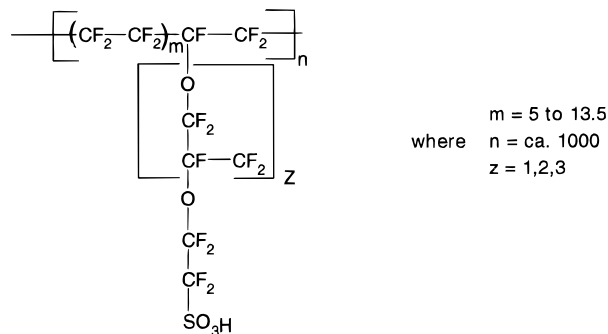 (CF2 CF2)m CF CF2 n
O
CF2
CF CF2 z
O
CF2
CF2
SO3H
m = 5 to 13.5
where n = ca. 1000
z = 1,2,3